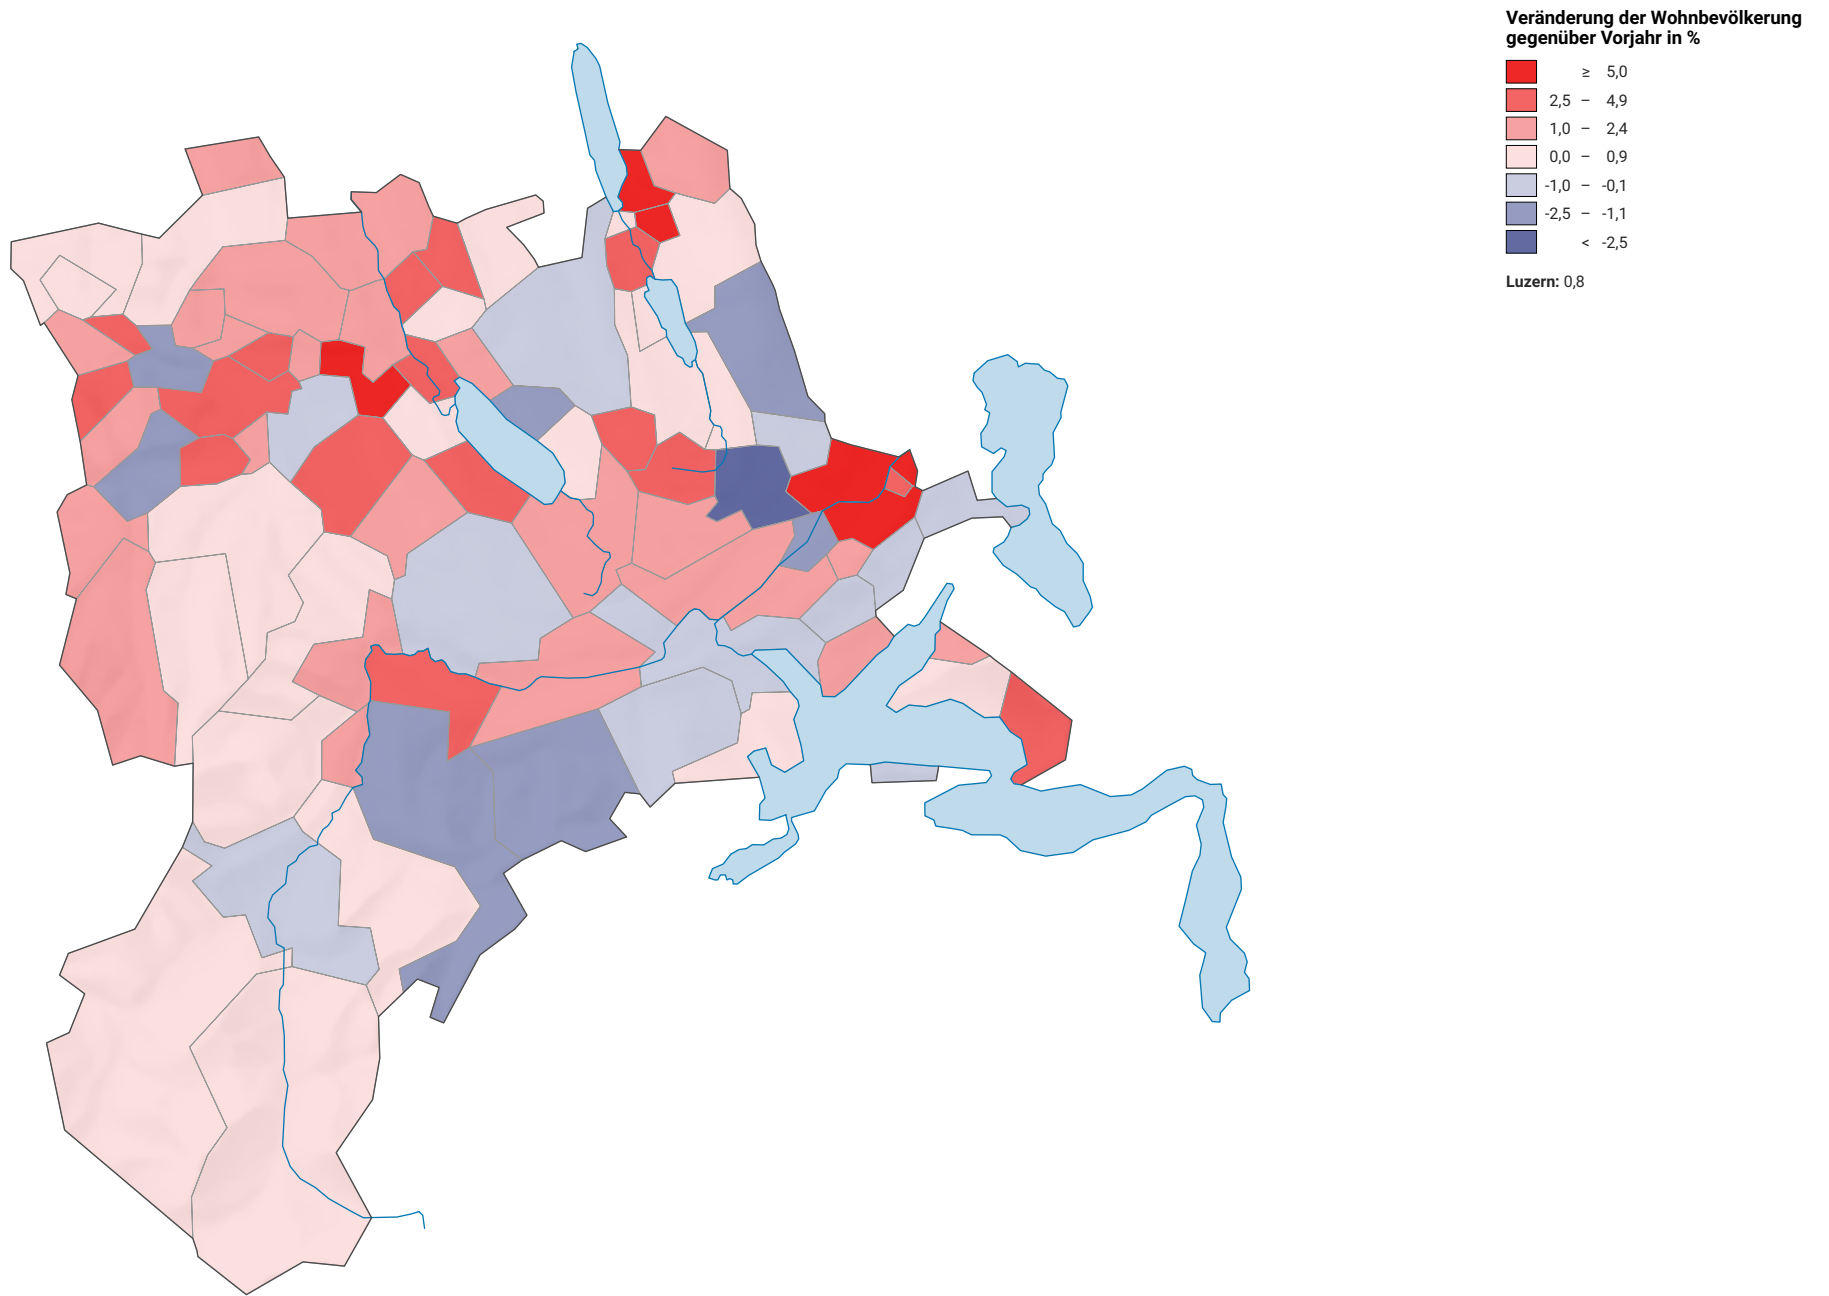 Veränderung der Wohnbevölkerung
gegenüber Vorjahr in %
≥ 5,0
2,5 – 4,9
1,0 – 2,4
0,0 – 0,9
-1,0 – -0,1
-2,5 – -1,1
< -2,5
Luzern: 0,8